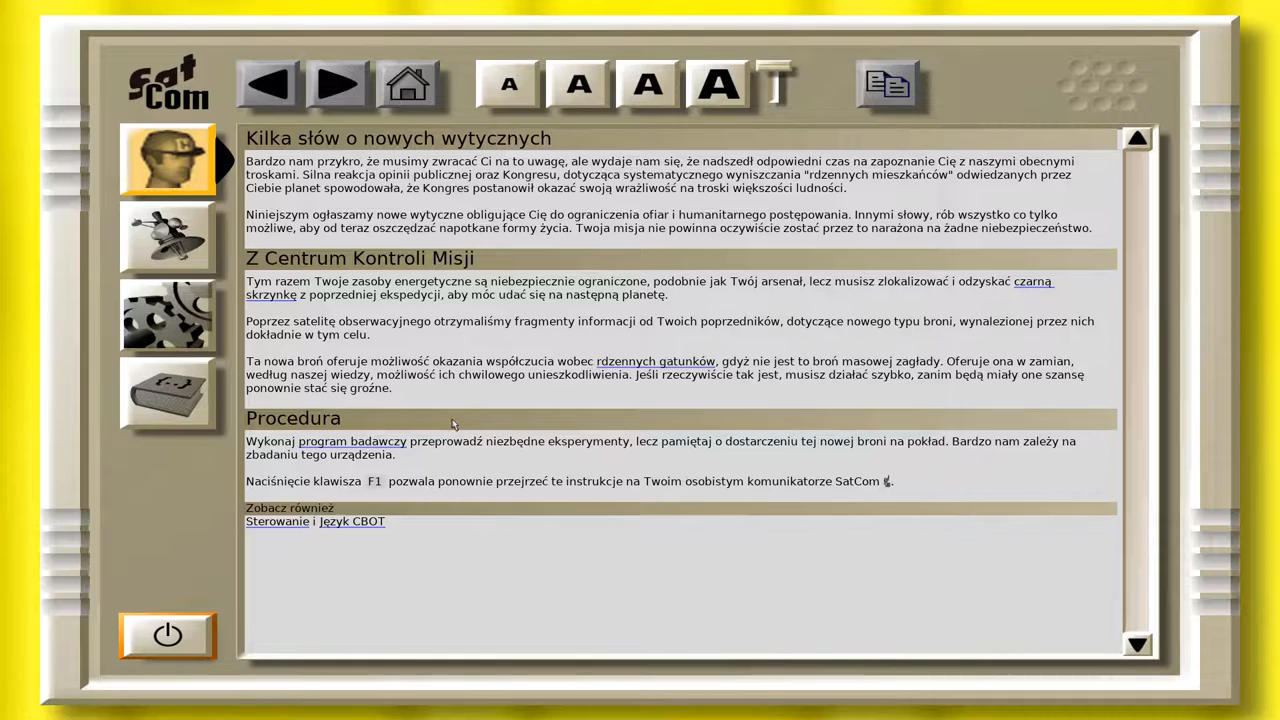 Sat
Com
A A A A T
Kilka słów o nowych wytycznych
Bardzo nam przykro, że musimy zwracać Ci na to uwagę, ale wydaje nam się, że nadszedł odpowiedni czas na zapoznanie Cię z naszymi obecnymi
troskami. Silna reakcja opinii publicznej oraz Kongresu, dotycząca systematycznego wyniszczania "rdzennych mieszkańców" odwiedzanych przez
Ciebie planet spowodowała, że Kongres postanowił okazać swoją wrażliwość na troski większości ludności.
Niniejszym ogłaszamy nowe wytyczne obligujące Cię do ograniczenia ofiar i humanitarnego postępowania. Innymi słowy, rób wszystko co tylko
możliwe, aby od teraz oszczędzać napotkane formy życia. Twoja misja nie powinna oczywiście zostać przez to narażona na żadne niebezpieczeństwo.
Z Centrum Kontroli Misji
Tym razem Twoje zasoby energetyczne są niebezpiecznie ograniczone, podobnie jak Twój arsenał, lecz musisz zlokalizować i odzyskać czarną
skrzynkę z poprzedniej ekspedycji, aby móc udać się na następną planetę.
Poprzez satelitę obserwacyjnego otrzymaliśmy fragmenty informacji od Twoich poprzedników, dotyczące nowego typu broni, wynalezionej przez nich
dokładnie w tym celu.
Ta nowa broń oferuje możliwość okazania współczucia wobec rdzennych gatunków, gdyż nie jest to broń masowej zagłady. Oferuje ona w zamian,
według naszej wiedzy, możliwość ich chwilowego unieszkodliwienia. Jeśli rzeczywiście tak jest, musisz działać szybko, zanim będą miały one szansę
ponownie stać się groźne.
Procedura
Wykonaj program badawczy przeprowadź niezbędne eksperymenty, lecz pamiętaj o dostarczeniu tej nowej broni na pokład. Bardzo nam zależy na
zbadaniu tego urządzenia.
Naciśnięcie klawisza F1 pozwala ponownie przejrzeć te instrukcje na Twoim osobistym komunikatorze SatCom .
Zobacz również
Sterowanie i Język CBOT
{..}